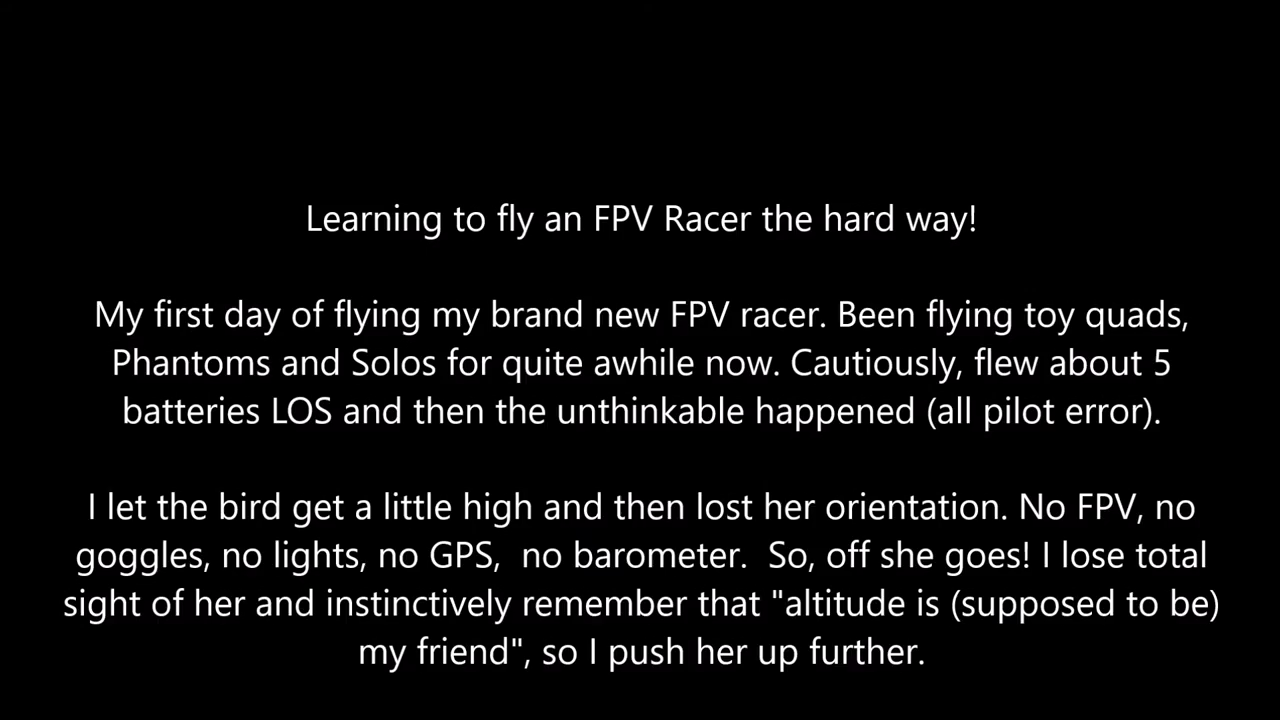 Learning to fly an FPV Racer the hard way!
My first day of flying my brand new FPV racer. Been flying toy quads,
Phantoms and Solos for quite awhile now. Cautiously, flew about 5
batteries LOS and then the unthinkable happened (all pilot error).
I let the bird get a little high and then lost her orientation. No FPV, no
goggles, no lights, no GPS,  no barometer.  So, off she goes! I lose total
sight of her and instinctively remember that "altitude is (supposed to be)
my friend", so I push her up further.